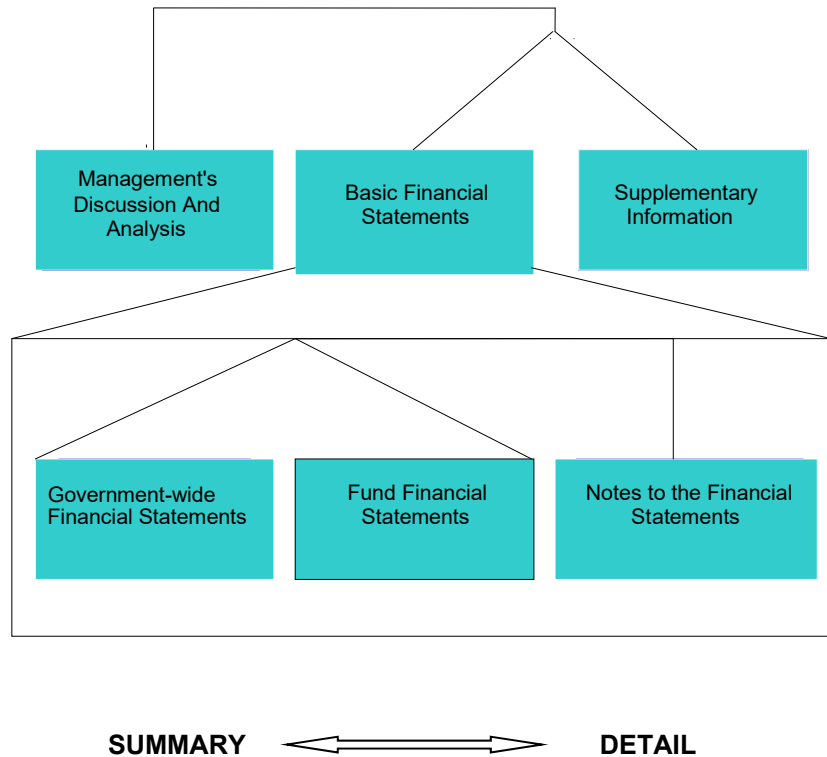 Management's
Discussion And
Analysis
Basic Financial
Statements
Supplementary
Information
Government-wide
Financial Statements
Fund Financial
Statements
Notes to the Financial
Statements
SUMMARY
DETAIL